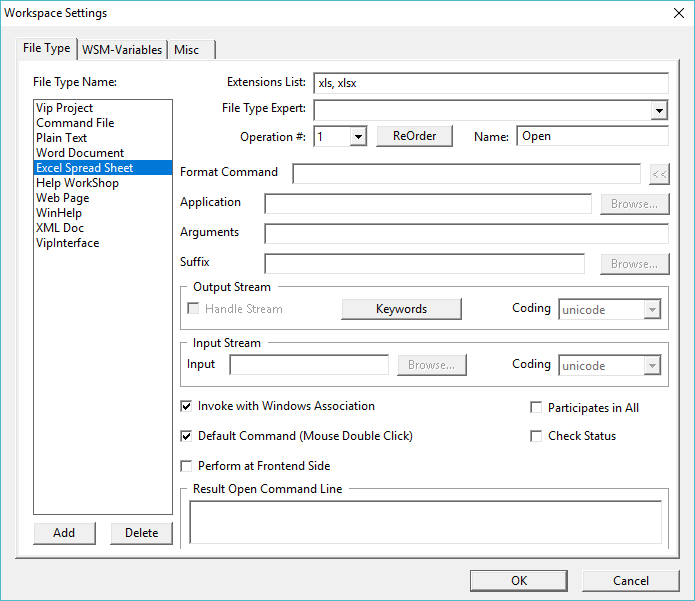 Workspace Settings
File Type
WSM-Variables
Misc
File Type Name:
Vip Project
Command File
Plain Text
Word Document
Excel Spread Sheet
Help WorkShop
Web Page
WinHelp
XML Doc
VipInterface
Add
Delete
Extensions List: xls, xlsx
File Type Expert:
Operation #: 1 ReOrder Name: Open
Format Command <<
Application Browse...
Arguments
Suffix Browse...
Output Stream
Handle Stream Keywords Coding unicode
Input Stream
Input Browse... Coding unicode
Invoke with Windows Association Participates in All
Default Command (Mouse Double Click) Check Status
Perform at Frontend Side
Result Open Command Line
OK Cancel